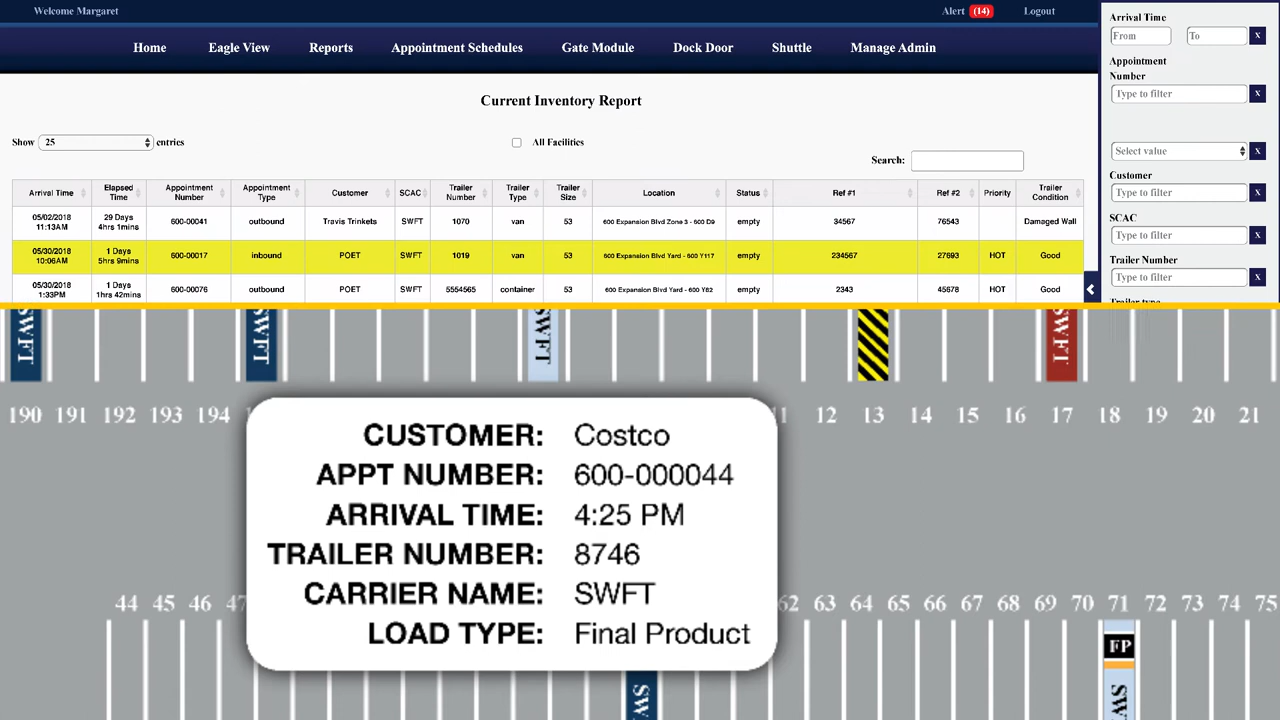 Welcome Margaret
Alert (14)
Logout
Home
Eagle View
Reports
Appointment Schedules
Gate Module
Dock Door
Shuttle
Manage Admin
Current Inventory Report
Show 25 entries
All Facilities
Search:
Arrival Time Elapsed Time Appointment Number Appointment Type Customer SCAC Trailer Number Trailer Type Trailer Size Location Status Ref #1 Ref #2 Priority Trailer Condition
05/02/2018 11:13AM 29 Days 4hrs 1mins 600-00041 outbound Travis Trinkets SWFT 1070 van 53 600 Expansion Blvd Zone 3 - 600 D9 empty 34567 76543 Damaged Wall
05/30/2018 10:06AM 1 Days 5hrs 9mins 600-00017 inbound POET SWFT 1019 van 53 600 Expansion Blvd Yard - 600 Y117 empty 234567 27693 HOT Good
05/30/2018 1:33PM 1 Days 1hrs 42mins 600-00076 outbound POET SWFT 5554565 container 53 600 Expansion Blvd Yard - 600 Y62 empty 2343 45678 HOT Good
Arrival Time
From To X
Appointment
Number
Type to filter X
Select value X
Customer
Type to filter X
SCAC
Type to filter X
Trailer Number
Type to filter X
Trailer type
SWFT SWFT SWFT SWFT
190 191 192 193 194 12 13 14 15 16 17 18 19 20 21
CUSTOMER: Costco
APPT NUMBER: 600-000044
ARRIVAL TIME: 4:25 PM
TRAILER NUMBER: 8746
CARRIER NAME: SWFT
LOAD TYPE: Final Product
44 45 46 47 62 63 64 65 66 67 68 69 70 71 72 73 74 75
FP
SW SW